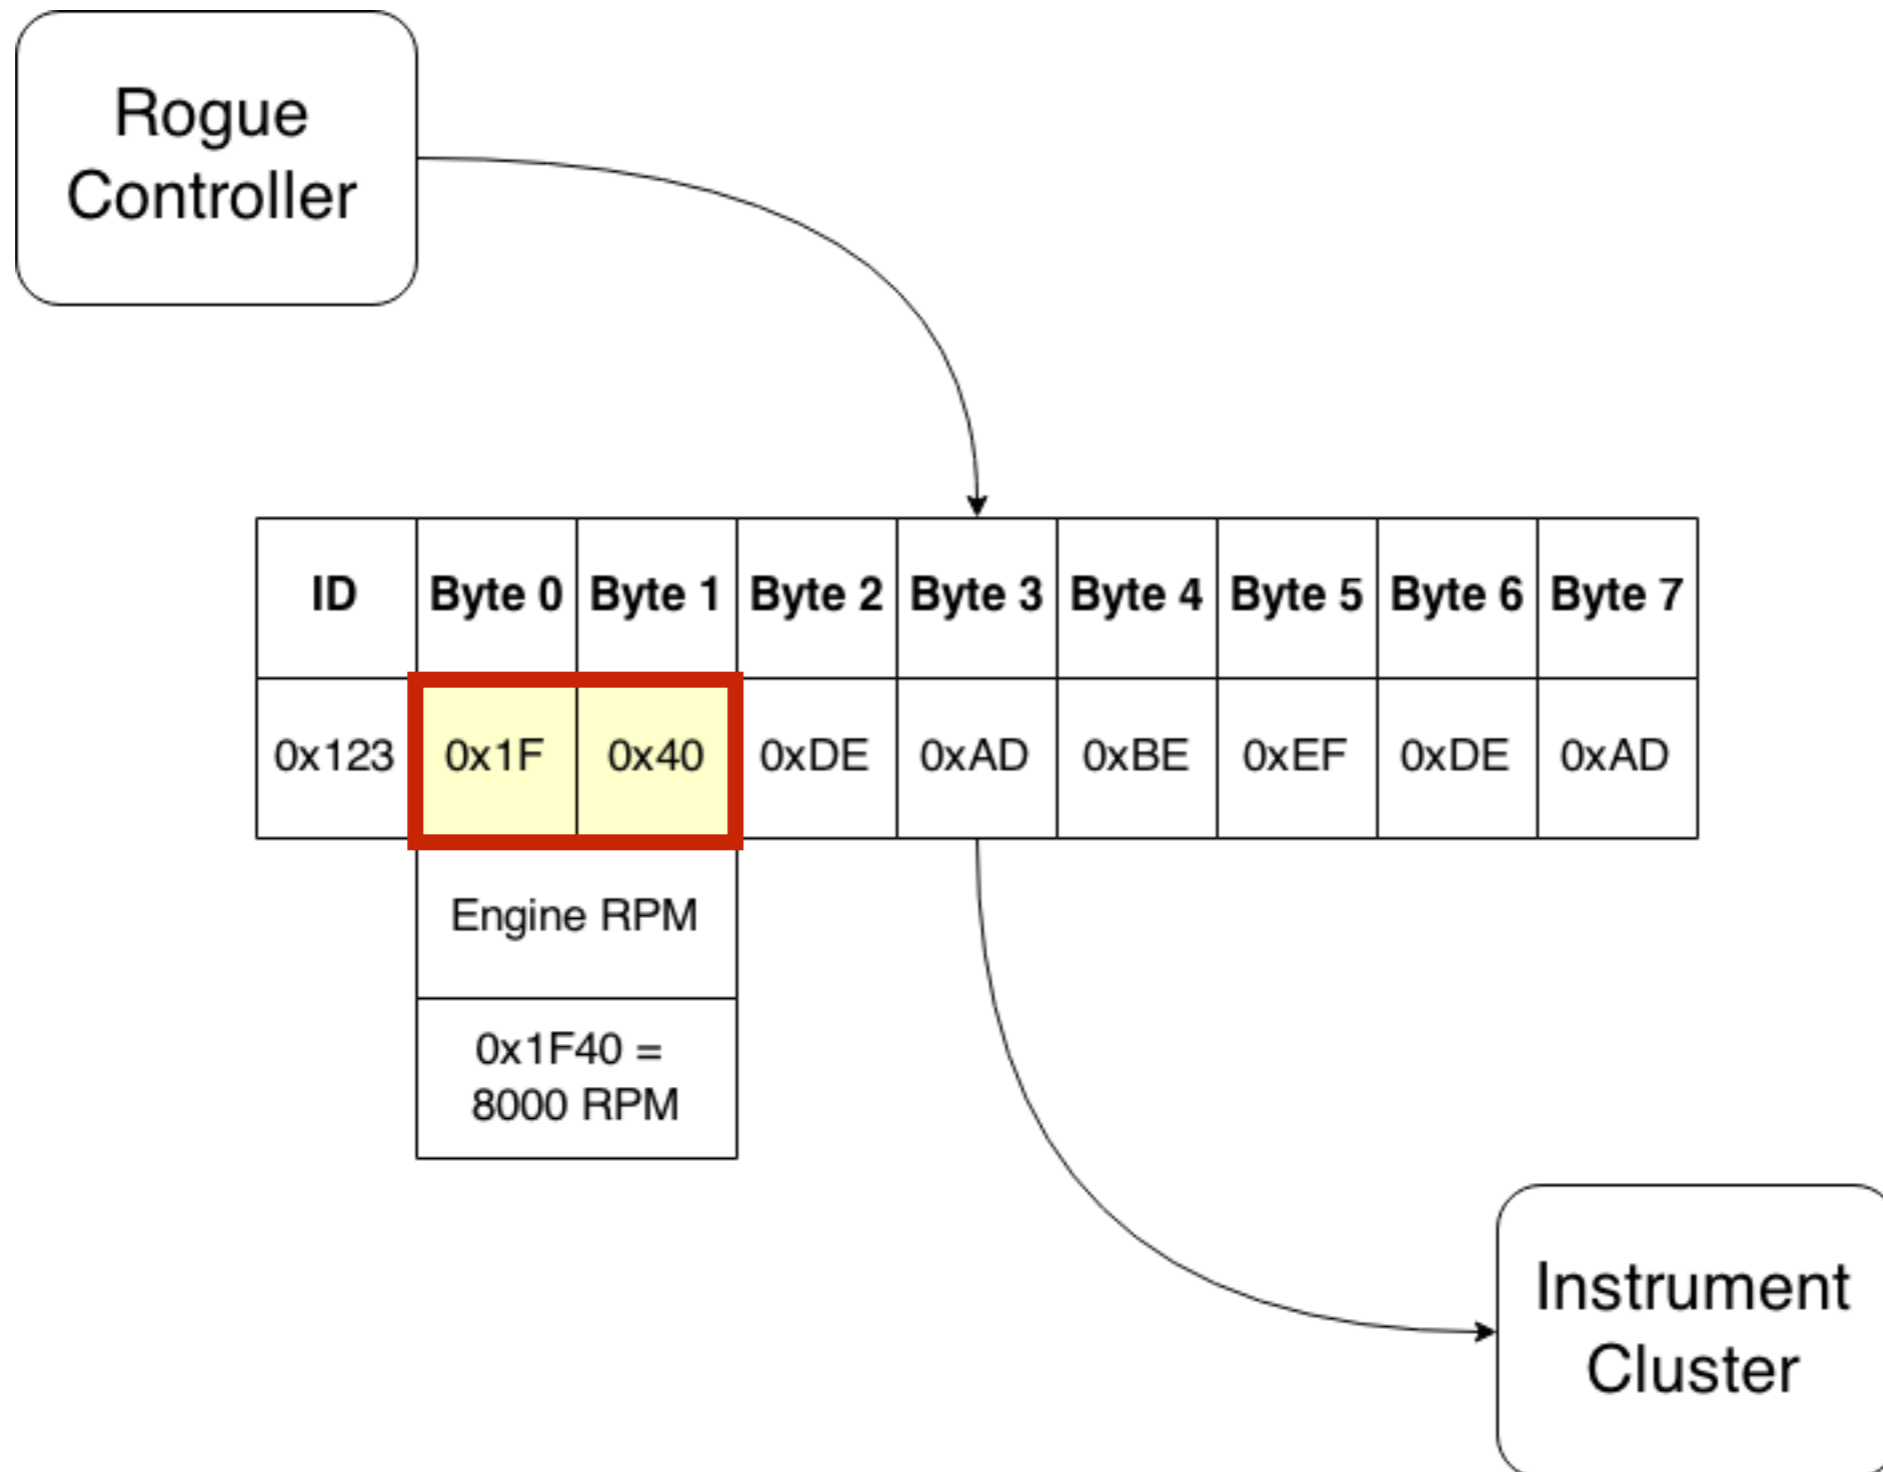 Rogue
Controller
ID Byte 0 Byte 1 Byte 2 Byte 3 Byte 4 Byte 5 Byte 6 Byte 7
0x123 0x1F 0x40 0xDE 0xAD 0xBE 0xEF 0xDE 0xAD
Engine RPM
0x1F40 =
8000 RPM
Instrument
Cluster